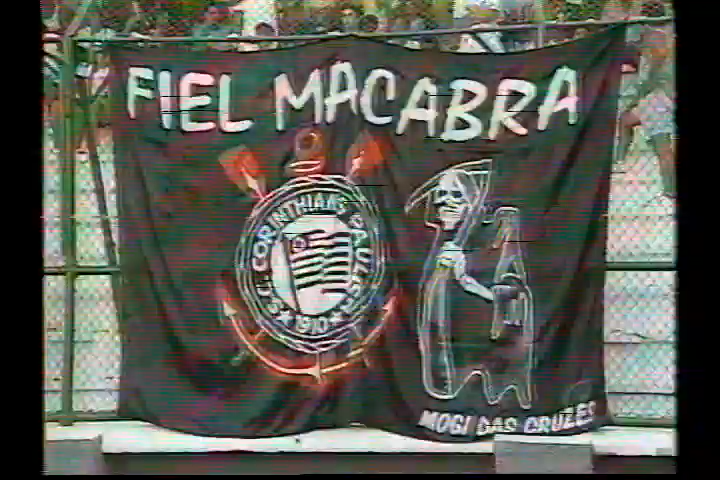 FIEL MACABRA
S.C. CORINTHIANS PAULISTA
1910
MOGI DAS CRUZES